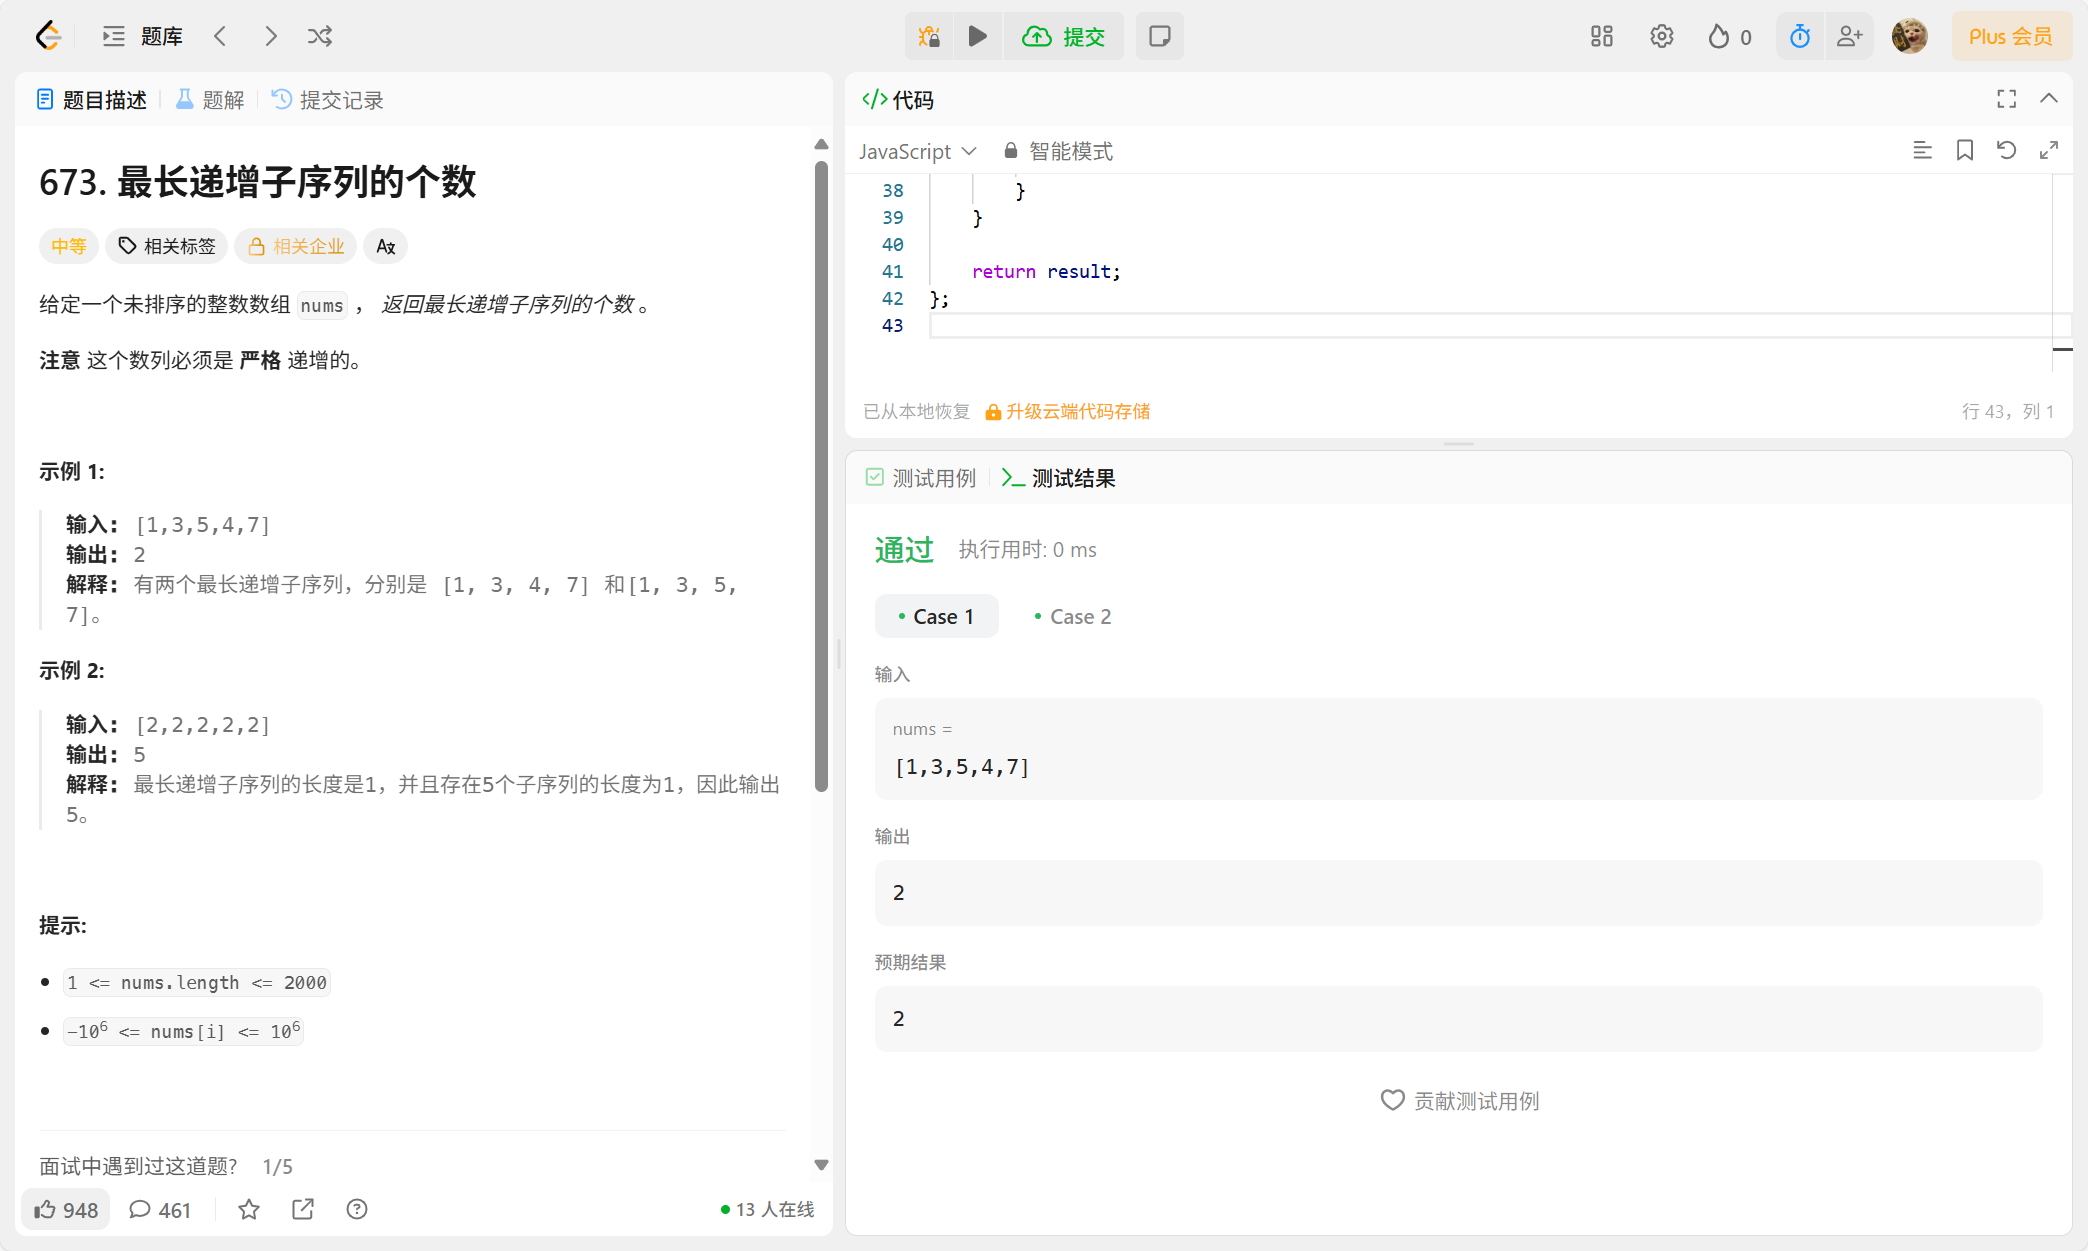 题库
提交
0
Plus 会员
题目描述
题解
提交记录
673. 最长递增子序列的个数
中等
相关标签
相关企业
给定一个未排序的整数数组 nums ， 返回最长递增子序列的个数 。
注意 这个数列必须是 严格 递增的。
示例 1:
输入: [1,3,5,4,7]
输出: 2
解释: 有两个最长递增子序列，分别是 [1, 3, 4, 7] 和[1, 3, 5,
7]。
示例 2:
输入: [2,2,2,2,2]
输出: 5
解释: 最长递增子序列的长度是1，并且存在5个子序列的长度为1，因此输出
5。
提示:
1 <= nums.length <= 2000
-10⁶ <= nums[i] <= 10⁶
面试中遇到过这道题? 1/5
948
461
13 人在线
代码
JavaScript
智能模式
38 }
39 }
40
41 return result;
42 };
43
已从本地恢复
升级云端代码存储
行 43，列 1
测试用例
测试结果
通过
执行用时: 0 ms
Case 1
Case 2
输入
nums =
[1,3,5,4,7]
输出
2
预期结果
2
贡献测试用例